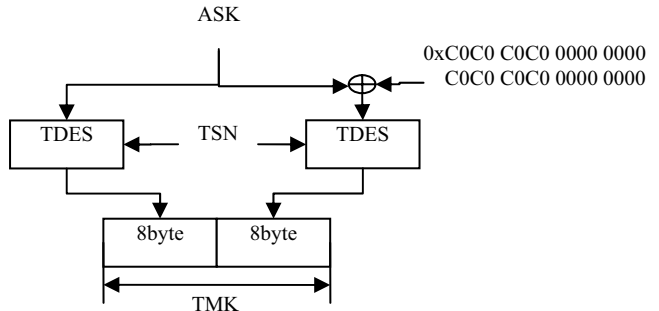 ASK
0xC0C0 C0C0 0000 0000
C0C0 C0C0 0000 0000
TDES
TSN
TDES
8byte
8byte
TMK